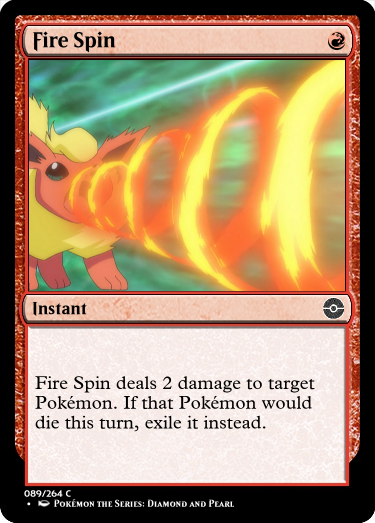 Fire Spin
Instant
Fire Spin deals 2 damage to target
Pokémon. If that Pokémon would
die this turn, exile it instead.
089/264 C
• Pokémon the Series: Diamond and Pearl